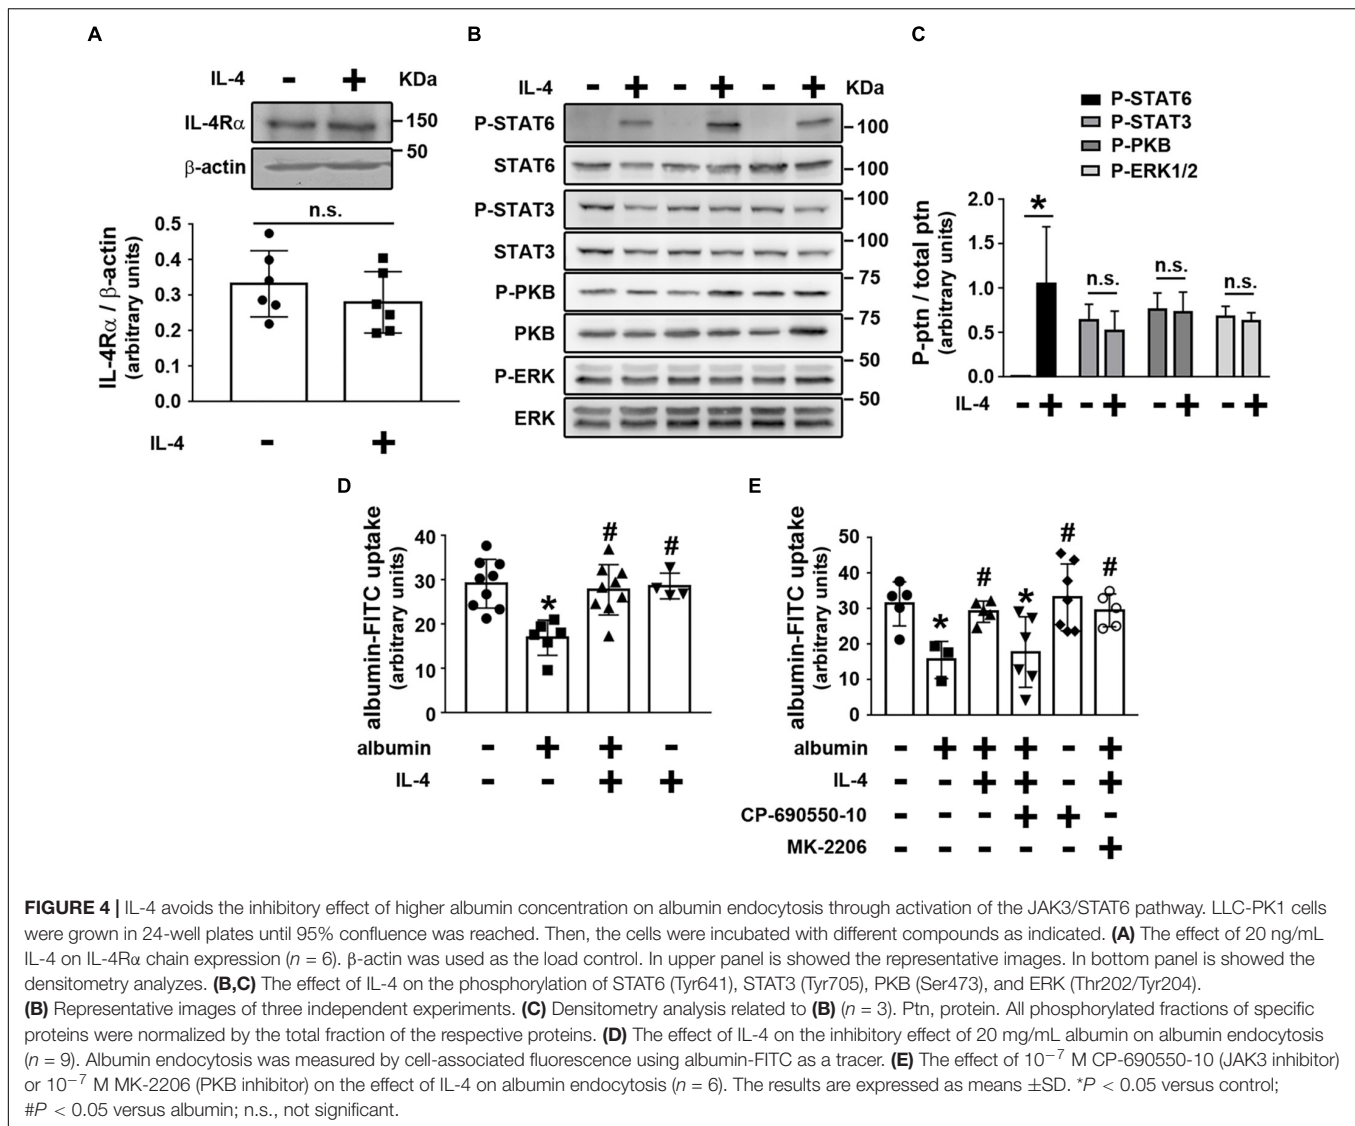 A
IL-4 - + KDa
IL-4Rα 150
β-actin 50
n.s.
IL-4Rα / β-actin
(arbitrary units)
0.5
0.4
0.3
0.2
0.1
0.0
IL-4 - +
B
IL-4 - + - + - + KDa
P-STAT6 100
STAT6 100
P-STAT3 100
STAT3 100
P-PKB 75
PKB 75
P-ERK 50
ERK 50
C
P-STAT6
P-STAT3
P-PKB
P-ERK1/2
P-ptn / total ptn
(arbitrary units)
2.0
1.5
1.0
0.5
0.0
* n.s. n.s. n.s.
IL-4 - + - + - + - +
D
albumin-FITC uptake
(arbitrary units)
40
30
20
10
0
* # #
albumin - + + -
IL-4 - - + +
E
albumin-FITC uptake
(arbitrary units)
50
40
30
20
10
0
* # * # #
albumin - + + + - +
IL-4 - - + + - +
CP-690550-10 - - - + + -
MK-2206 - - - - - +
FIGURE 4 | IL-4 avoids the inhibitory effect of higher albumin concentration on albumin endocytosis through activation of the JAK3/STAT6 pathway. LLC-PK1 cells
were grown in 24-well plates until 95% confluence was reached. Then, the cells were incubated with different compounds as indicated. (A) The effect of 20 ng/mL
IL-4 on IL-4Rα chain expression (n = 6). β-actin was used as the load control. In upper panel is showed the representative images. In bottom panel is showed the
densitometry analyzes. (B,C) The effect of IL-4 on the phosphorylation of STAT6 (Tyr641), STAT3 (Tyr705), PKB (Ser473), and ERK (Thr202/Tyr204).
(B) Representative images of three independent experiments. (C) Densitometry analysis related to (B) (n = 3). Ptn, protein. All phosphorylated fractions of specific
proteins were normalized by the total fraction of the respective proteins. (D) The effect of IL-4 on the inhibitory effect of 20 mg/mL albumin on albumin endocytosis
(n = 9). Albumin endocytosis was measured by cell-associated fluorescence using albumin-FITC as a tracer. (E) The effect of 10⁻⁷ M CP-690550-10 (JAK3 inhibitor)
or 10⁻⁷ M MK-2206 (PKB inhibitor) on the effect of IL-4 on albumin endocytosis (n = 6). The results are expressed as means ±SD. *P < 0.05 versus control;
#P < 0.05 versus albumin; n.s., not significant.